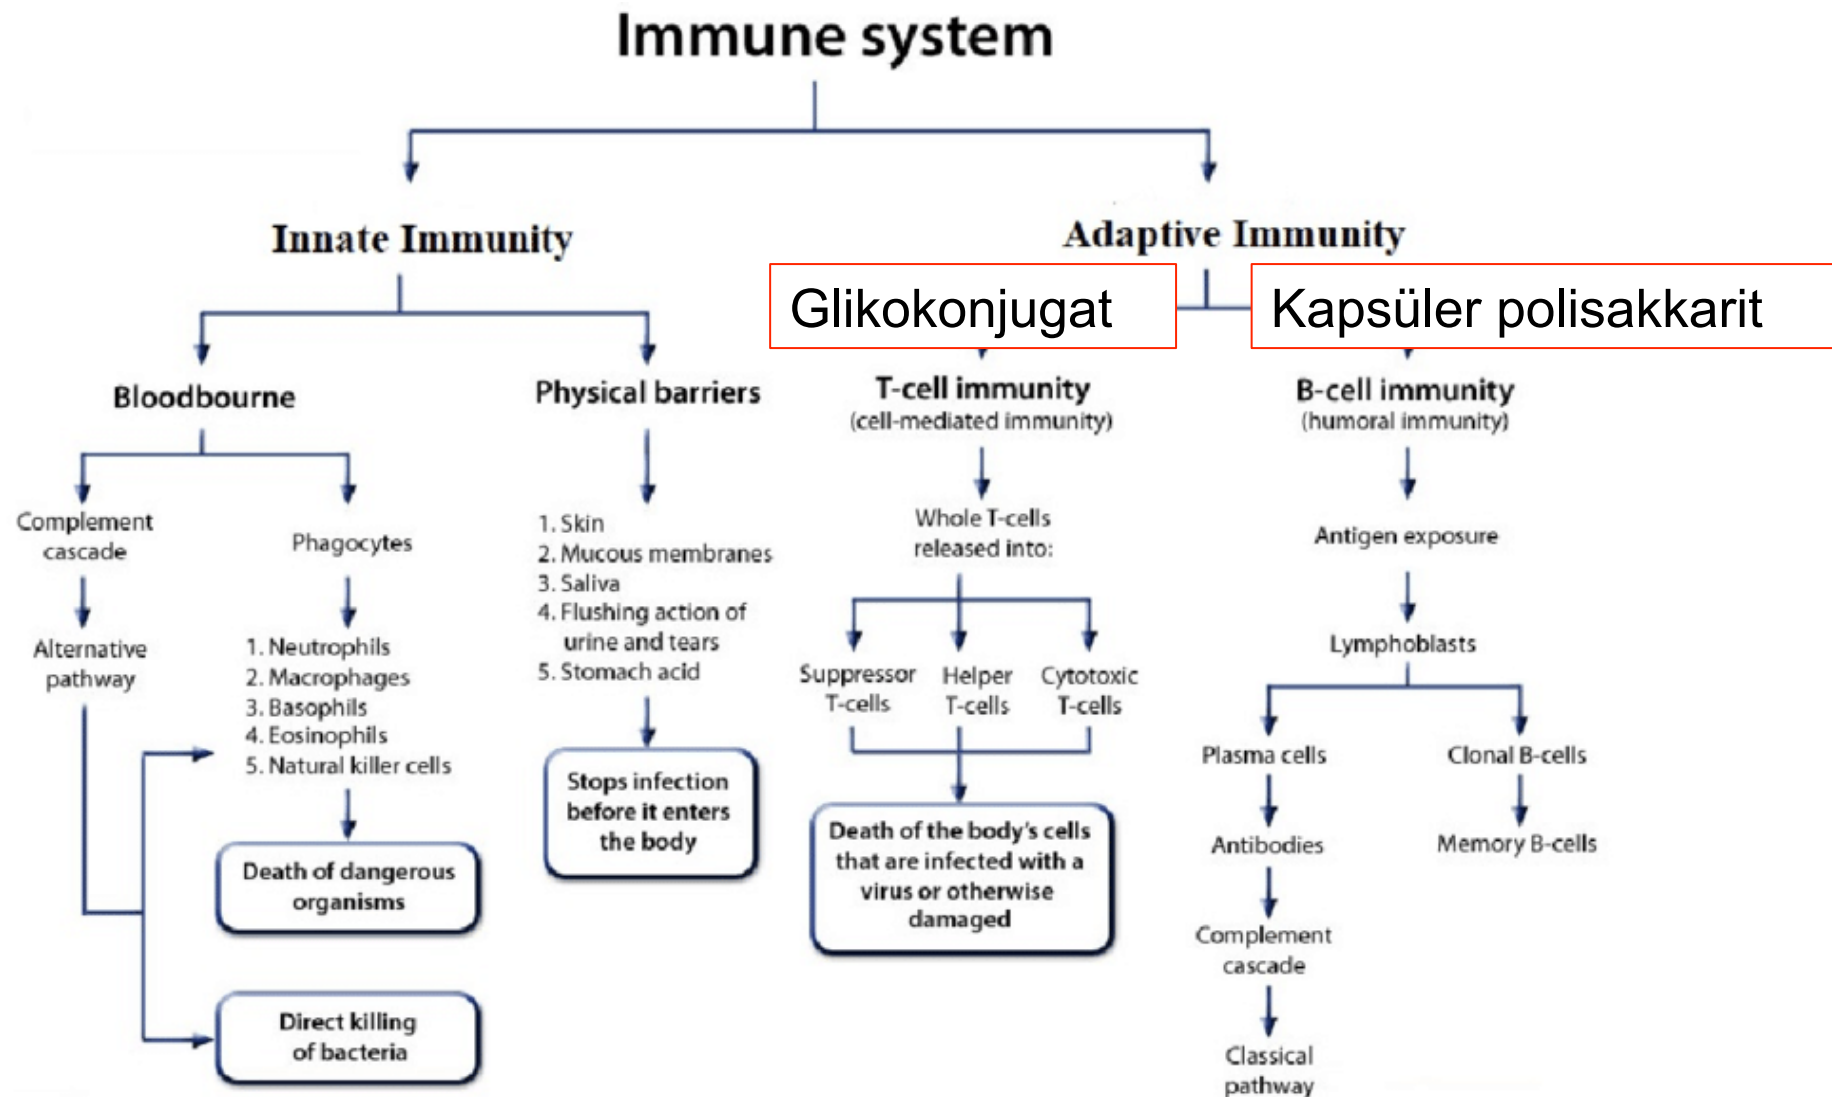 Immune system
Innate Immunity
Adaptive Immunity
Glikokonjugat
Kapsüler polisakkarit
Bloodbourne
Physical barriers
T-cell immunity
(cell-mediated immunity)
B-cell immunity
(humoral immunity)
Complement
cascade
Phagocytes
1. Skin
2. Mucous membranes
3. Saliva
4. Flushing action of
urine and tears
5. Stomach acid
Whole T-cells
released into:
Antigen exposure
Alternative
pathway
1. Neutrophils
2. Macrophages
3. Basophils
4. Eosinophils
5. Natural killer cells
Suppressor
T-cells
Helper
T-cells
Cytotoxic
T-cells
Lymphoblasts
Plasma cells
Clonal B-cells
Stops infection
before it enters
the body
Death of the body's cells
that are infected with a
virus or otherwise
damaged
Antibodies
Memory B-cells
Death of dangerous
organisms
Complement
cascade
Direct killing
of bacteria
Classical
pathway